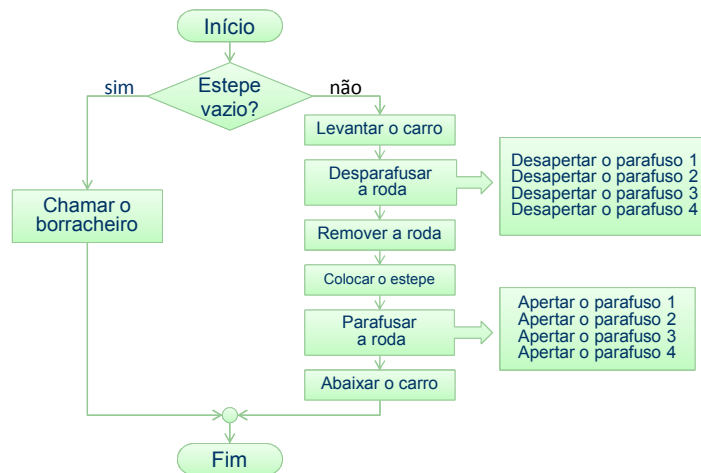 Início
Estepe
vazio?
sim
não
Levantar o carro
Desparafusar
a roda
Desapertar o parafuso 1
Desapertar o parafuso 2
Desapertar o parafuso 3
Desapertar o parafuso 4
Chamar o
borracheiro
Remover a roda
Colocar o estepe
Parafusar
a roda
Apertar o parafuso 1
Apertar o parafuso 2
Apertar o parafuso 3
Apertar o parafuso 4
Abaixar o carro
Fim